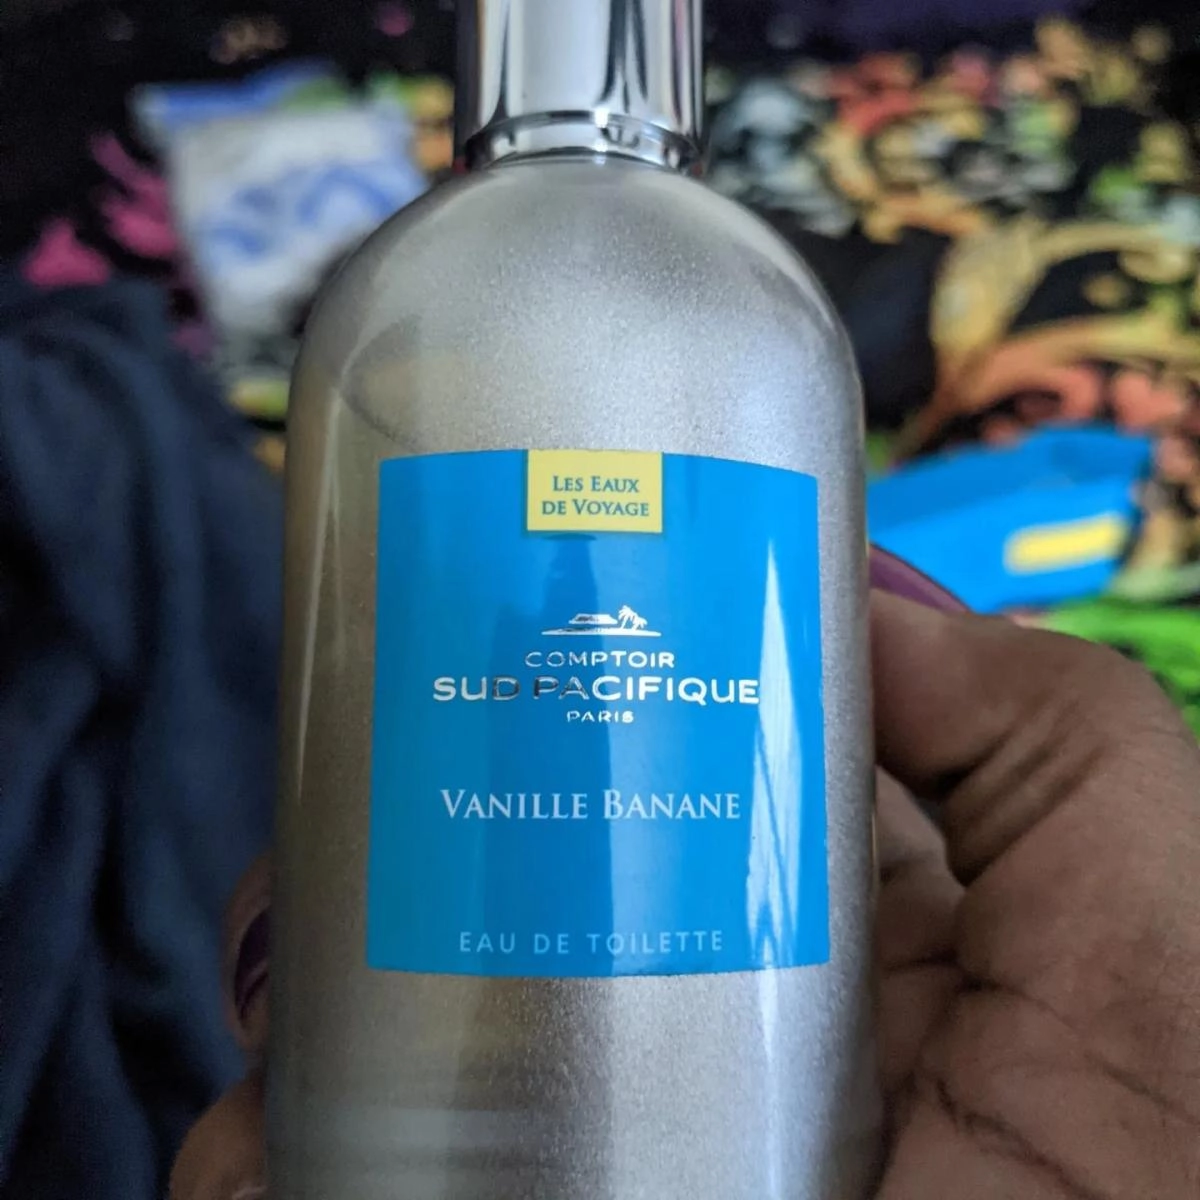 LES EAUX
DE VOYAGE
COMPTOIR
SUD PACIFIQUE
PARIS
VANILLE BANANE
EAU DE TOILETTE